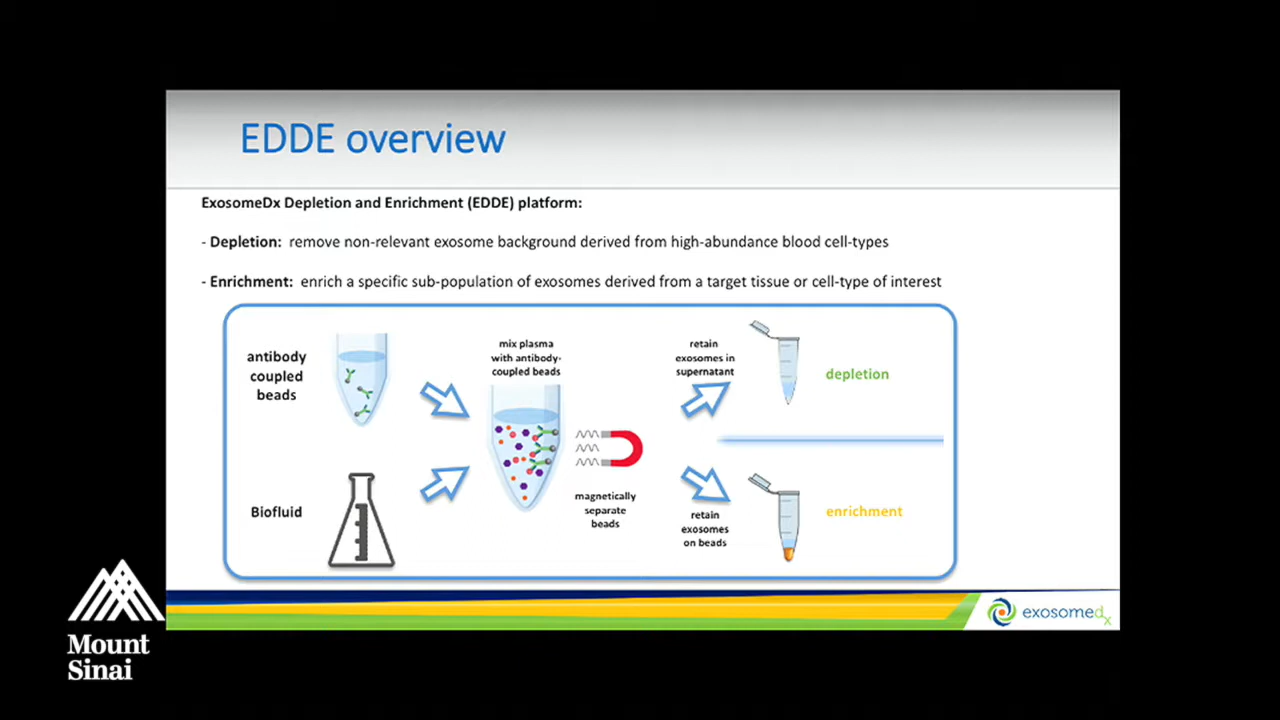 EDDE overview
ExosomeDx Depletion and Enrichment (EDDE) platform:
- Depletion: remove non-relevant exosome background derived from high-abundance blood cell-types
- Enrichment: enrich a specific sub-population of exosomes derived from a target tissue or cell-type of interest
antibody
coupled
beads
Biofluid
mix plasma
with antibody-
coupled beads
magnetically
separate
beads
retain
exosomes in
supernatant
depletion
retain
exosomes
on beads
enrichment
exosomedx
Mount
Sinai